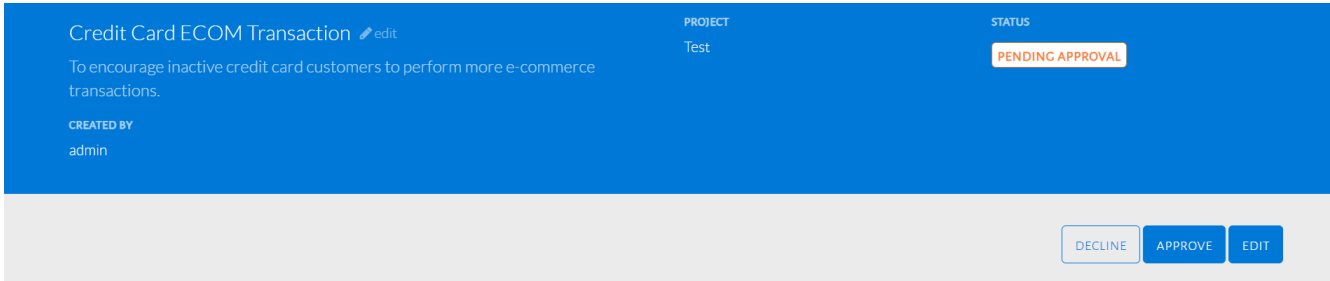 Credit Card ECOM Transaction edit
To encourage inactive credit card customers to perform more e-commerce
transactions.
CREATED BY
admin
PROJECT
Test
STATUS
PENDING APPROVAL
DECLINE
APPROVE
EDIT